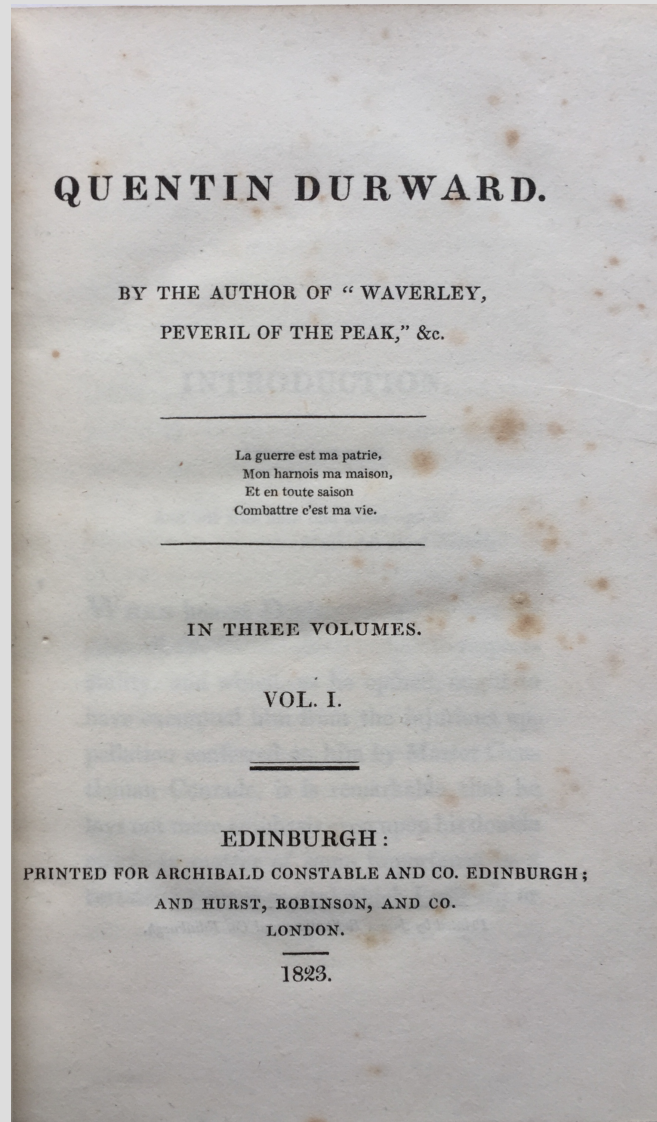 QUENTIN DURWARD.
BY THE AUTHOR OF “ WAVERLEY,
PEVERIL OF THE PEAK,” &c.
INTRODUCTION.
La guerre est ma patrie,
Mon harnois ma maison,
Et en toute saison
Combattre c'est ma vie.
IN THREE VOLUMES.
VOL. I.
EDINBURGH :
PRINTED FOR ARCHIBALD CONSTABLE AND CO. EDINBURGH ;
AND HURST, ROBINSON, AND CO.
LONDON.
1823.